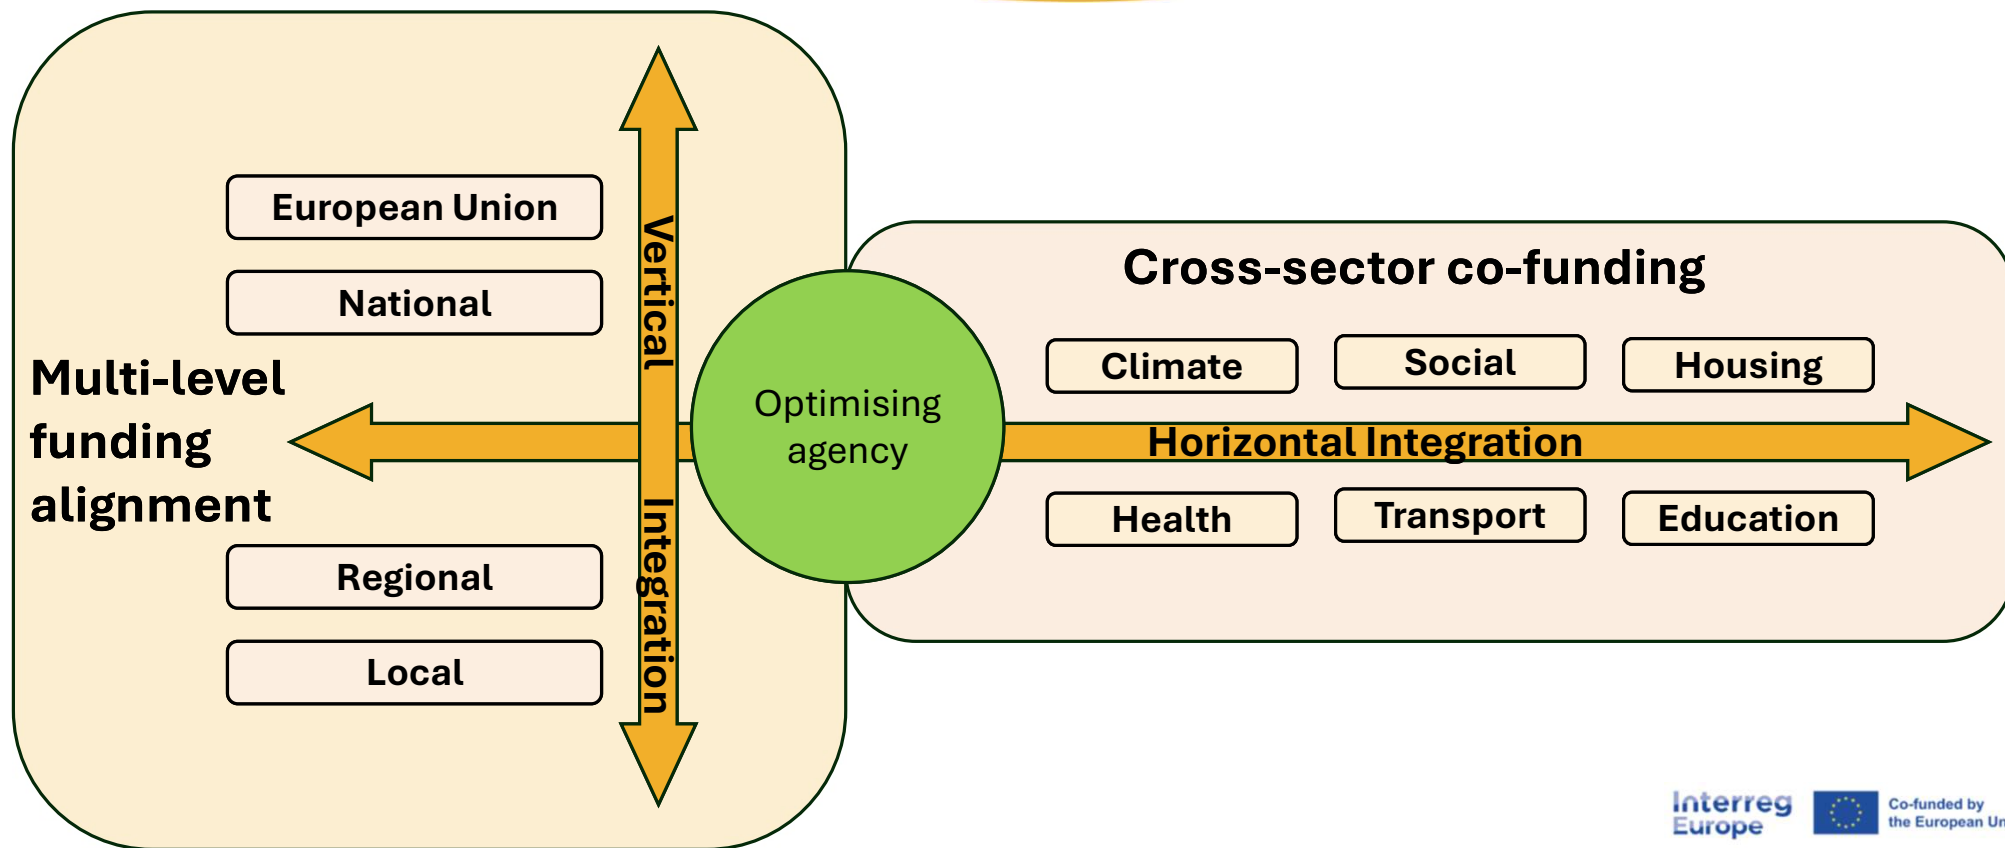 European Union
National
Multi-level
funding
alignment
Regional
Local
Vertical Integration
Optimising
agency
Cross-sector co-funding
Climate
Social
Housing
Horizontal Integration
Health
Transport
Education
Interreg
Europe
Co-funded by
the European Un